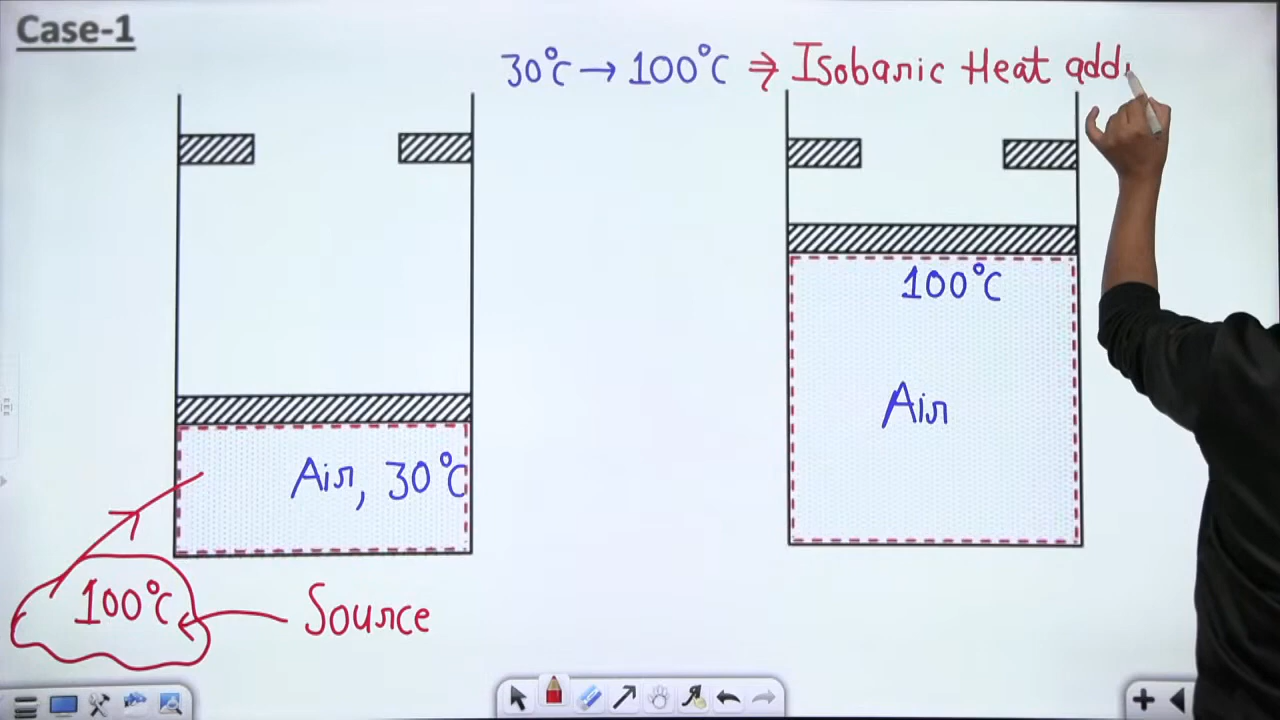 Case-1
30°C → 100°C ⇒ Isobaric Heat add
100°C
Air
Air, 30°C
100°C ← Source